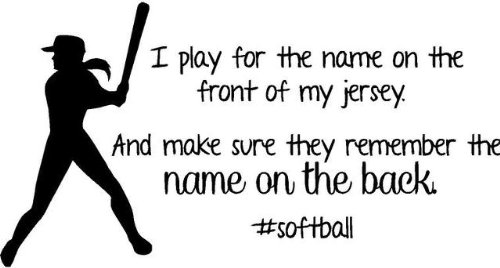 I play for the name on the
front of my jersey.
And make sure they remember the
name on the back.
#softball